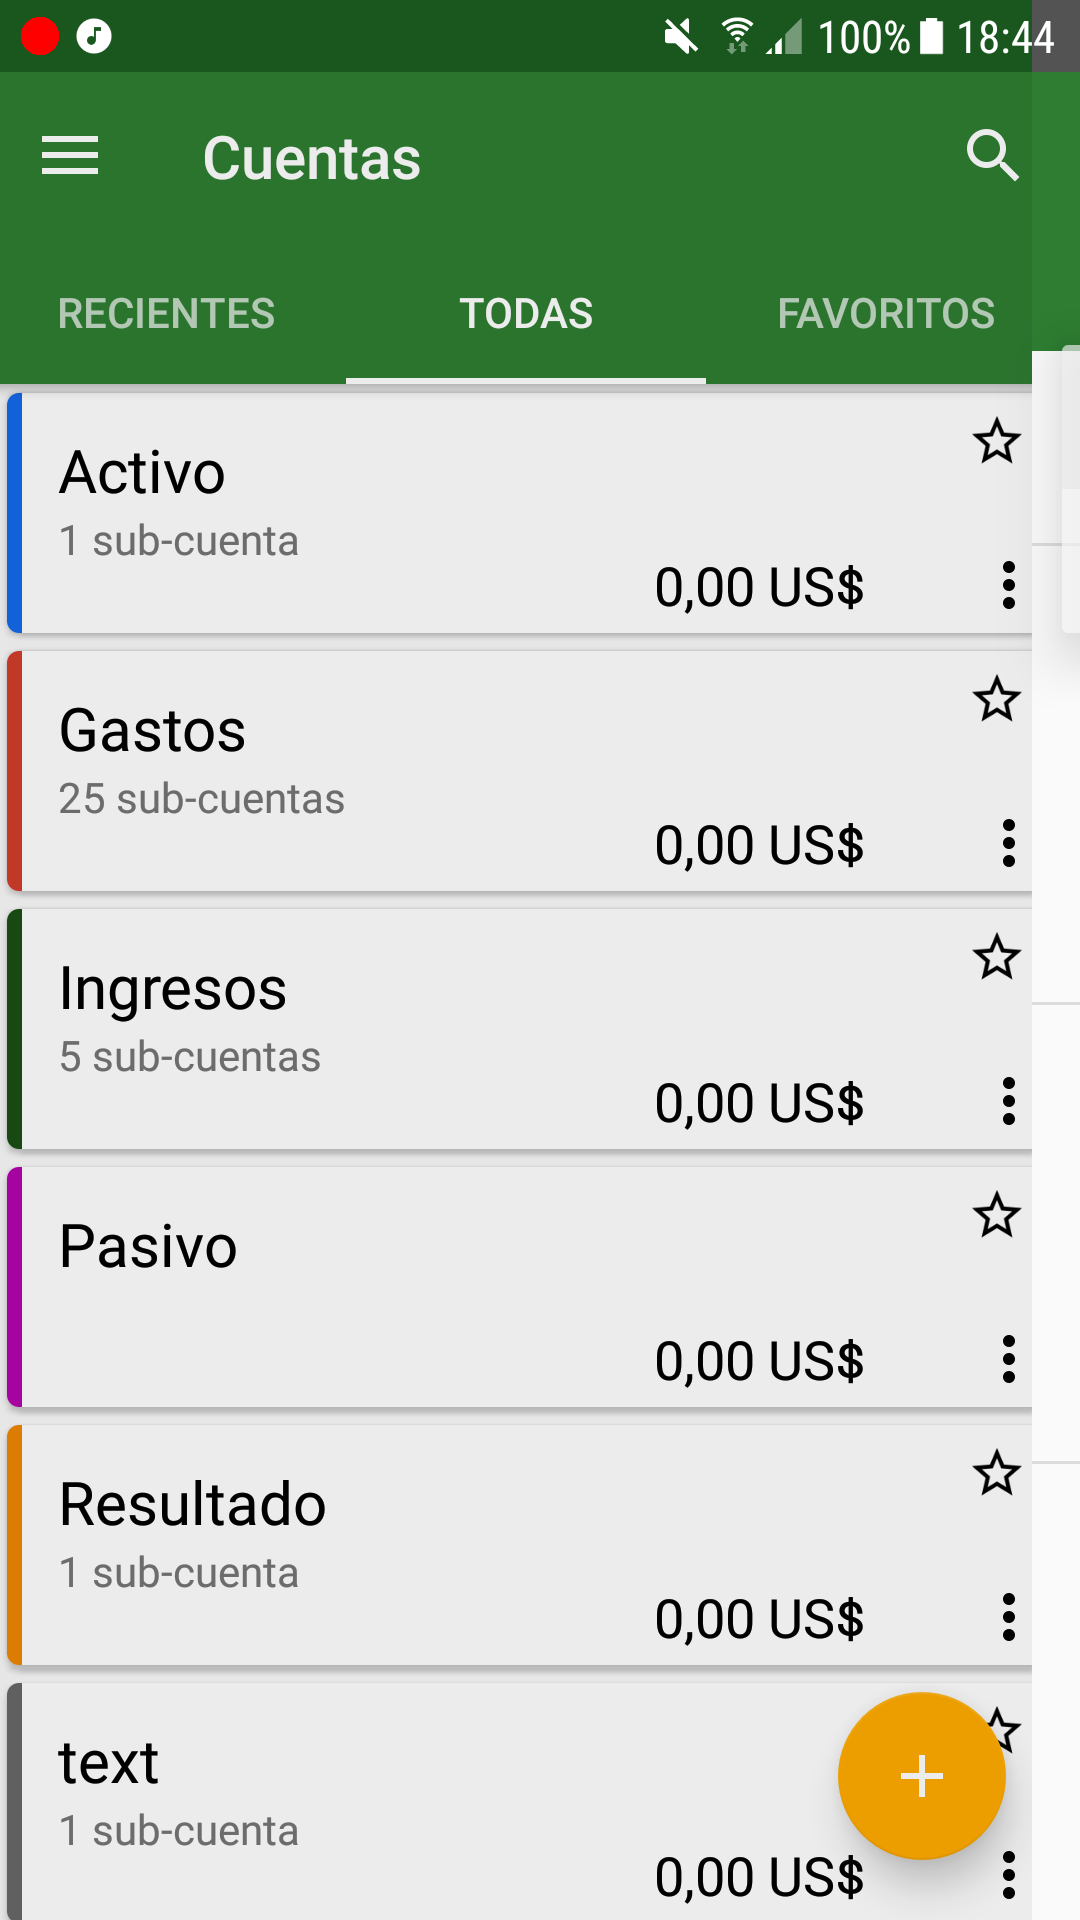 100% 18:44
Cuentas
RECIENTES TODAS FAVORITOS
Activo
1 sub-cuenta
0,00 US$
Gastos
25 sub-cuentas
0,00 US$
Ingresos
5 sub-cuentas
0,00 US$
Pasivo
0,00 US$
Resultado
1 sub-cuenta
0,00 US$
text
1 sub-cuenta
0,00 US$